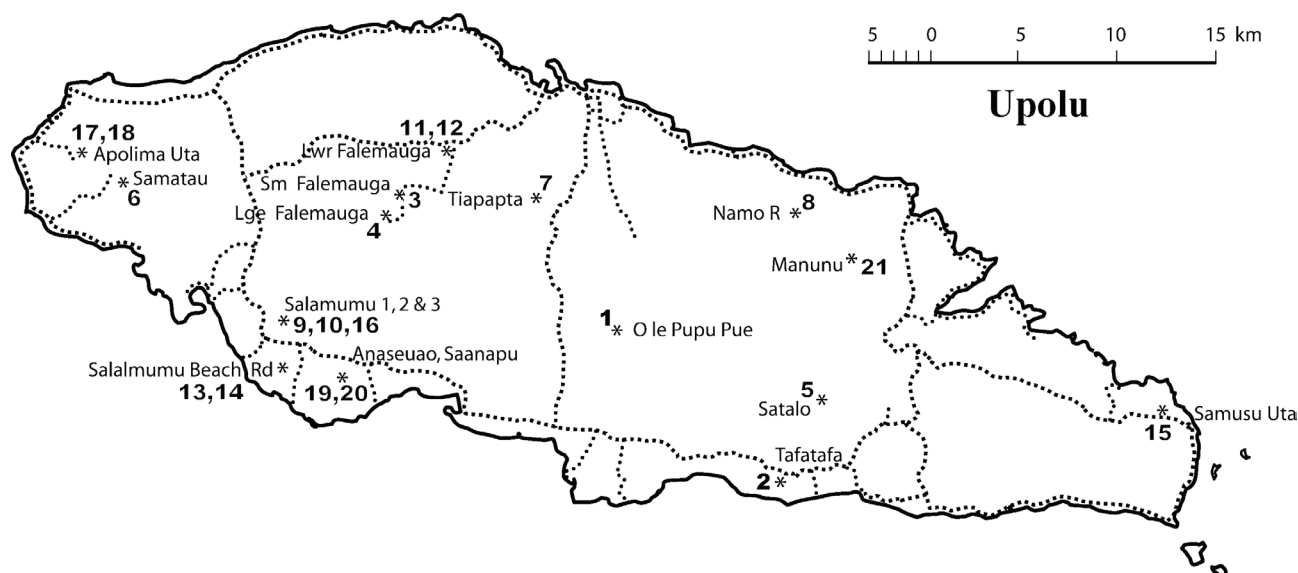 5 0 5 10 15 km
Upolu
17,18
Apolima Uta
Samatau
6
11,12
Lwr Falemauga
Sm Falemauga
3
Lge Falemauga
4
7
Tiapapta
Namo R
8
Manunu
21
Salamumu 1, 2 & 3
9,10,16
1
O le Pupu Pue
Anaseuao, Saanapu
Salalmumu Beach Rd
13,14
19,20
5
Satalo
Samusu Uta
15
Tafatafa
2